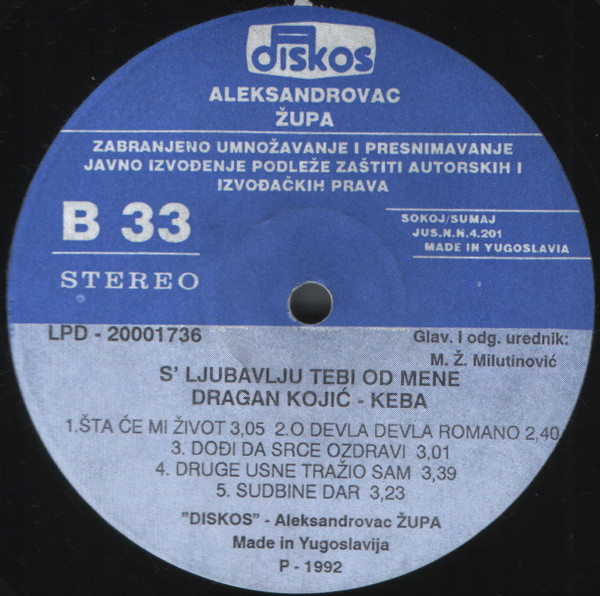 diskos
ALEKSANDROVAC
ŽUPA
ZABRANJENO UMNOŽAVANJE I PRESNIMAVANJE
JAVNO IZVOĐENJE PODLEŽE ZAŠTITI AUTORSKIH I
IZVOĐAČKIH PRAVA
B 33
STEREO
SOKOJ/SUMAJ
JUS.N.N.4.201
MADE IN YUGOSLAVIA
LPD - 20001736
Glav. I odg. urednik:
M. Ž. Milutinović
S' LJUBAVLJU TEBI OD MENE
DRAGAN KOJIĆ - KEBA
1.ŠTA ĆE MI ŽIVOT 3,05 2.O DEVLA DEVLA ROMANO 2,40
3. DOĐI DA SRCE OZDRAVI 3,01
4. DRUGE USNE TRAŽIO SAM 3,39
5. SUDBINE DAR 3,23
"DISKOS" - Aleksandrovac ŽUPA
Made in Yugoslavija
P - 1992